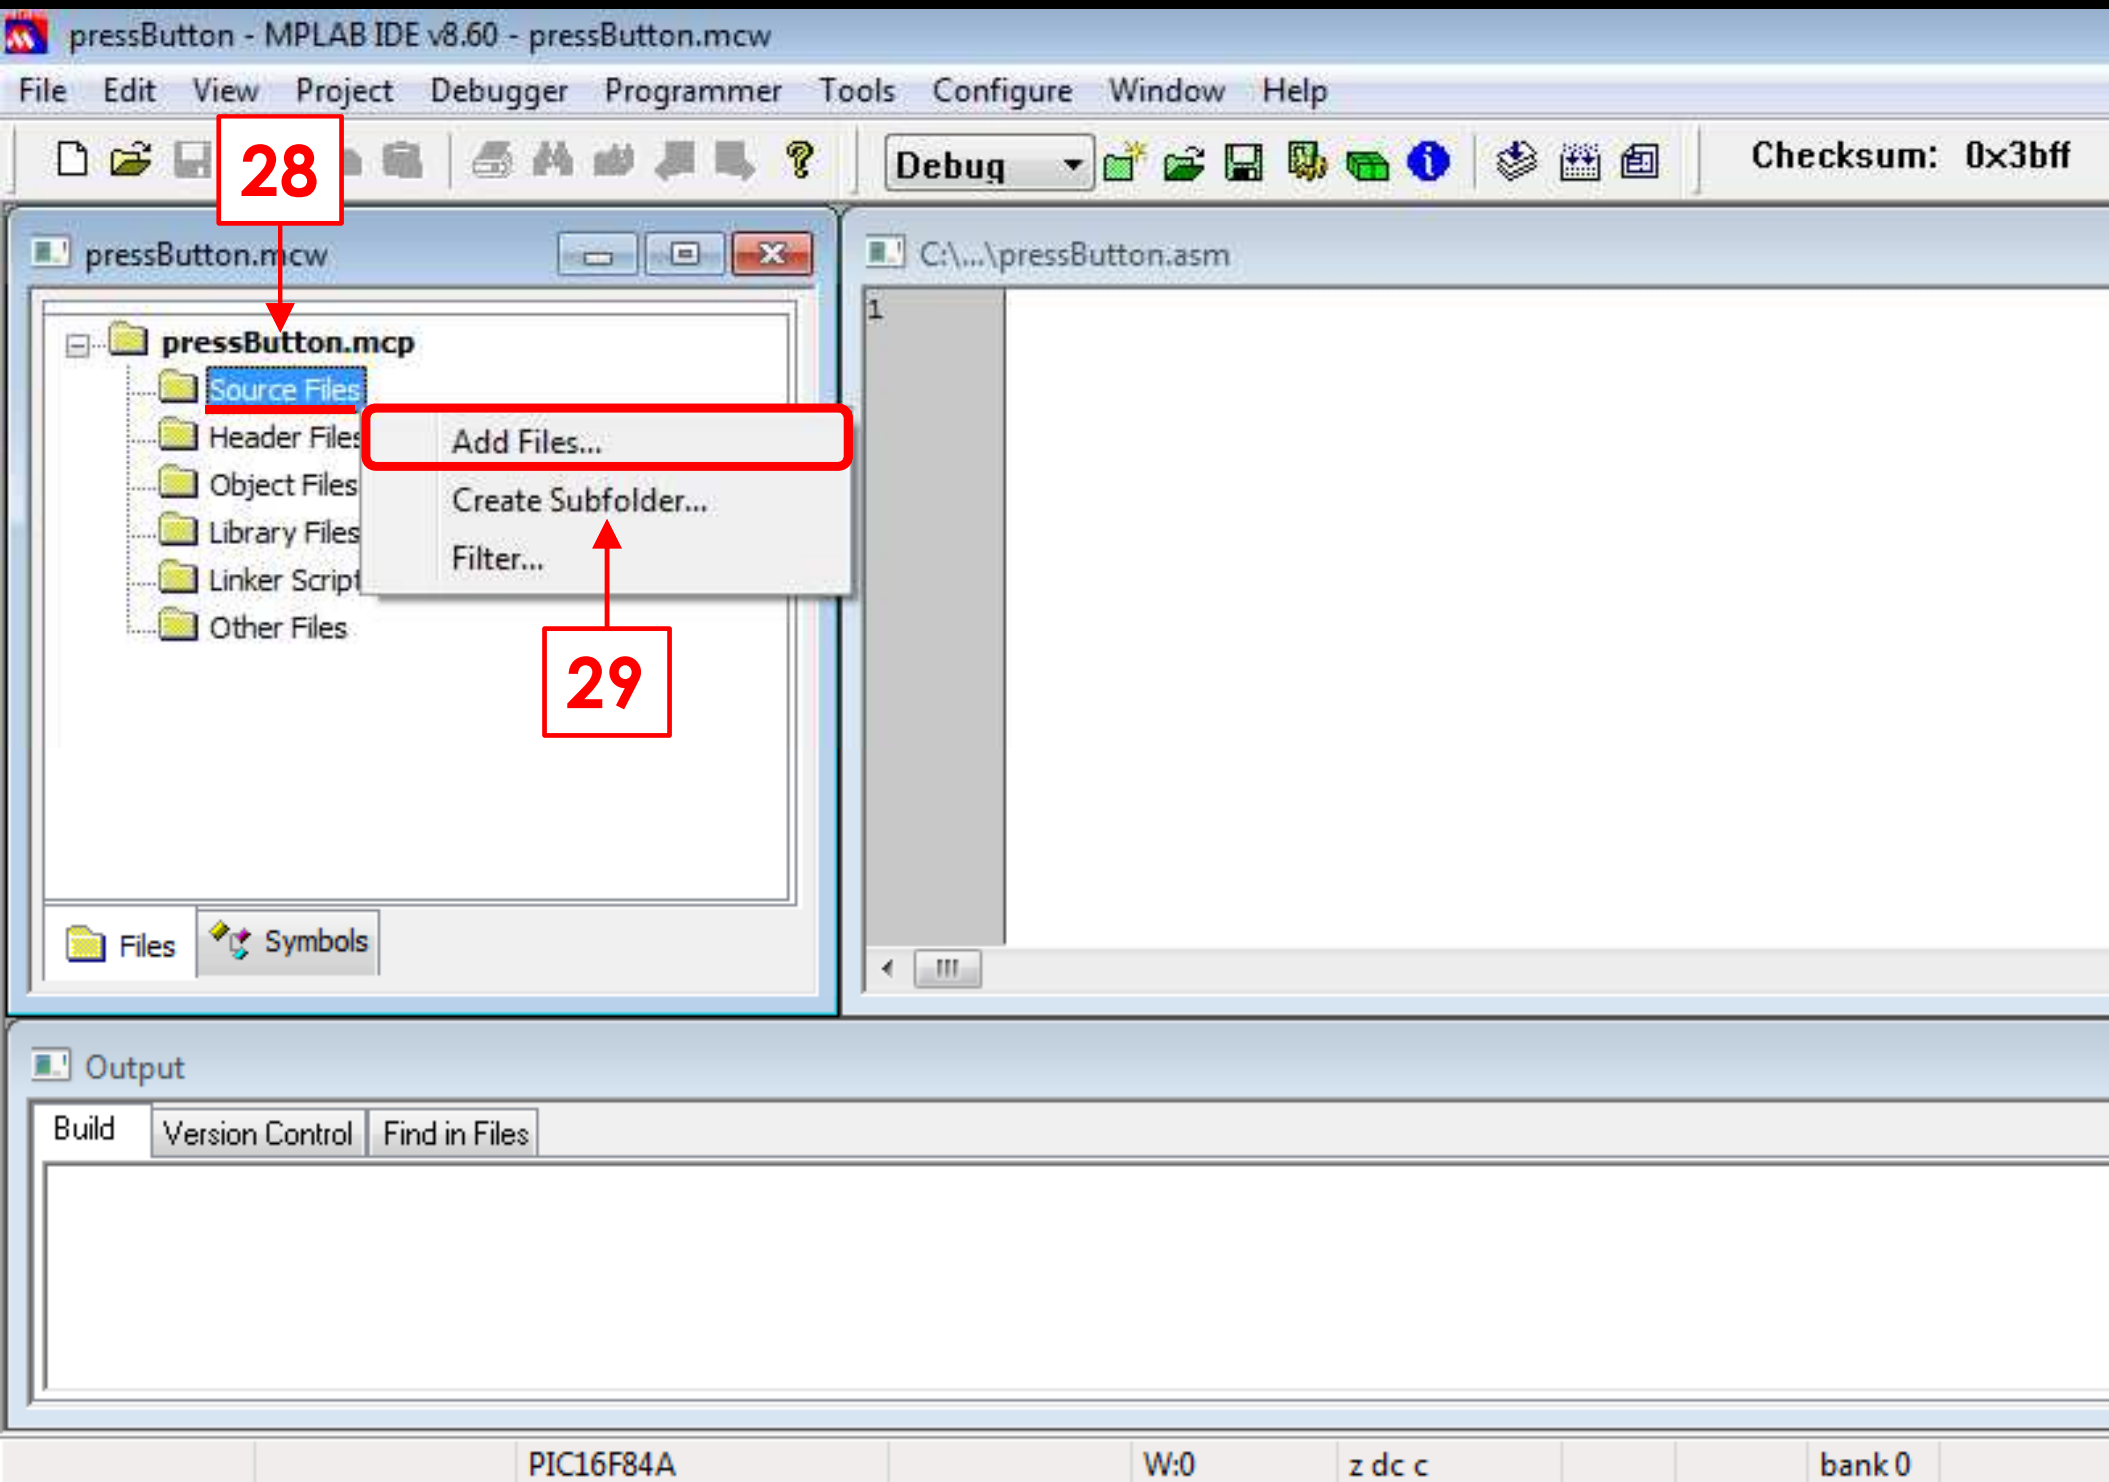 pressButton - MPLAB IDE v8.60 - pressButton.mcw
File Edit View Project Debugger Programmer Tools Configure Window Help
28
Debug
Checksum: 0x3bff
pressButton.mcw
C:\...\pressButton.asm
1
pressButton.mcp
Source Files
Header Files
Add Files...
Object Files
Create Subfolder...
Library Files
Filter...
Linker Script
Other Files
29
Files
Symbols
Output
Build
Version Control
Find in Files
PIC16F84A
W:0
z dc c
bank 0